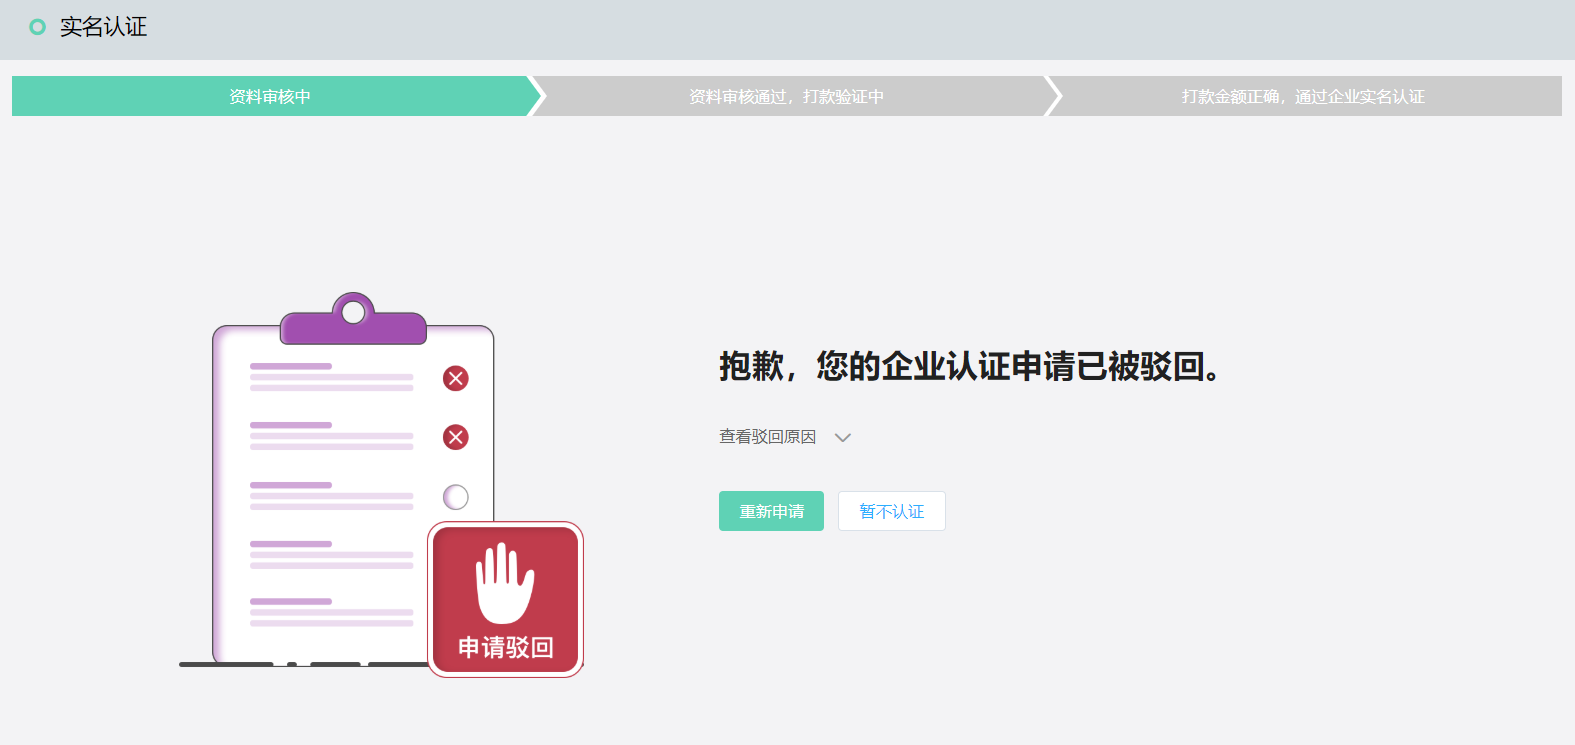 实名认证
资料审核中
资料审核通过，打款验证中
打款金额正确，通过企业实名认证
抱歉，您的企业认证申请已被驳回。
查看驳回原因
重新申请
暂不认证
申请驳回